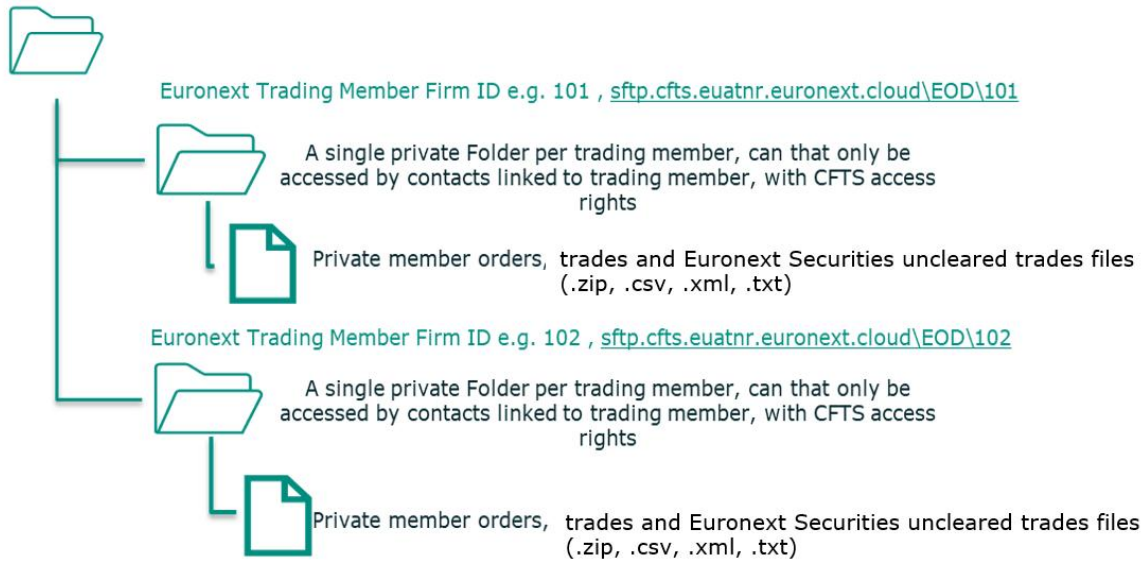 Euronext Trading Member Firm ID e.g. 101 , sftp.cfts.euatnr.euronext.cloud\EOD\101
A single private Folder per trading member, can that only be
accessed by contacts linked to trading member, with CFTS access
rights
Private member orders, trades and Euronext Securities uncleared trades files
(.zip, .csv, .xml, .txt)
Euronext Trading Member Firm ID e.g. 102 , sftp.cfts.euatnr.euronext.cloud\EOD\102
A single private Folder per trading member, can that only be
accessed by contacts linked to trading member, with CFTS access
rights
Private member orders, trades and Euronext Securities uncleared trades files
(.zip, .csv, .xml, .txt)